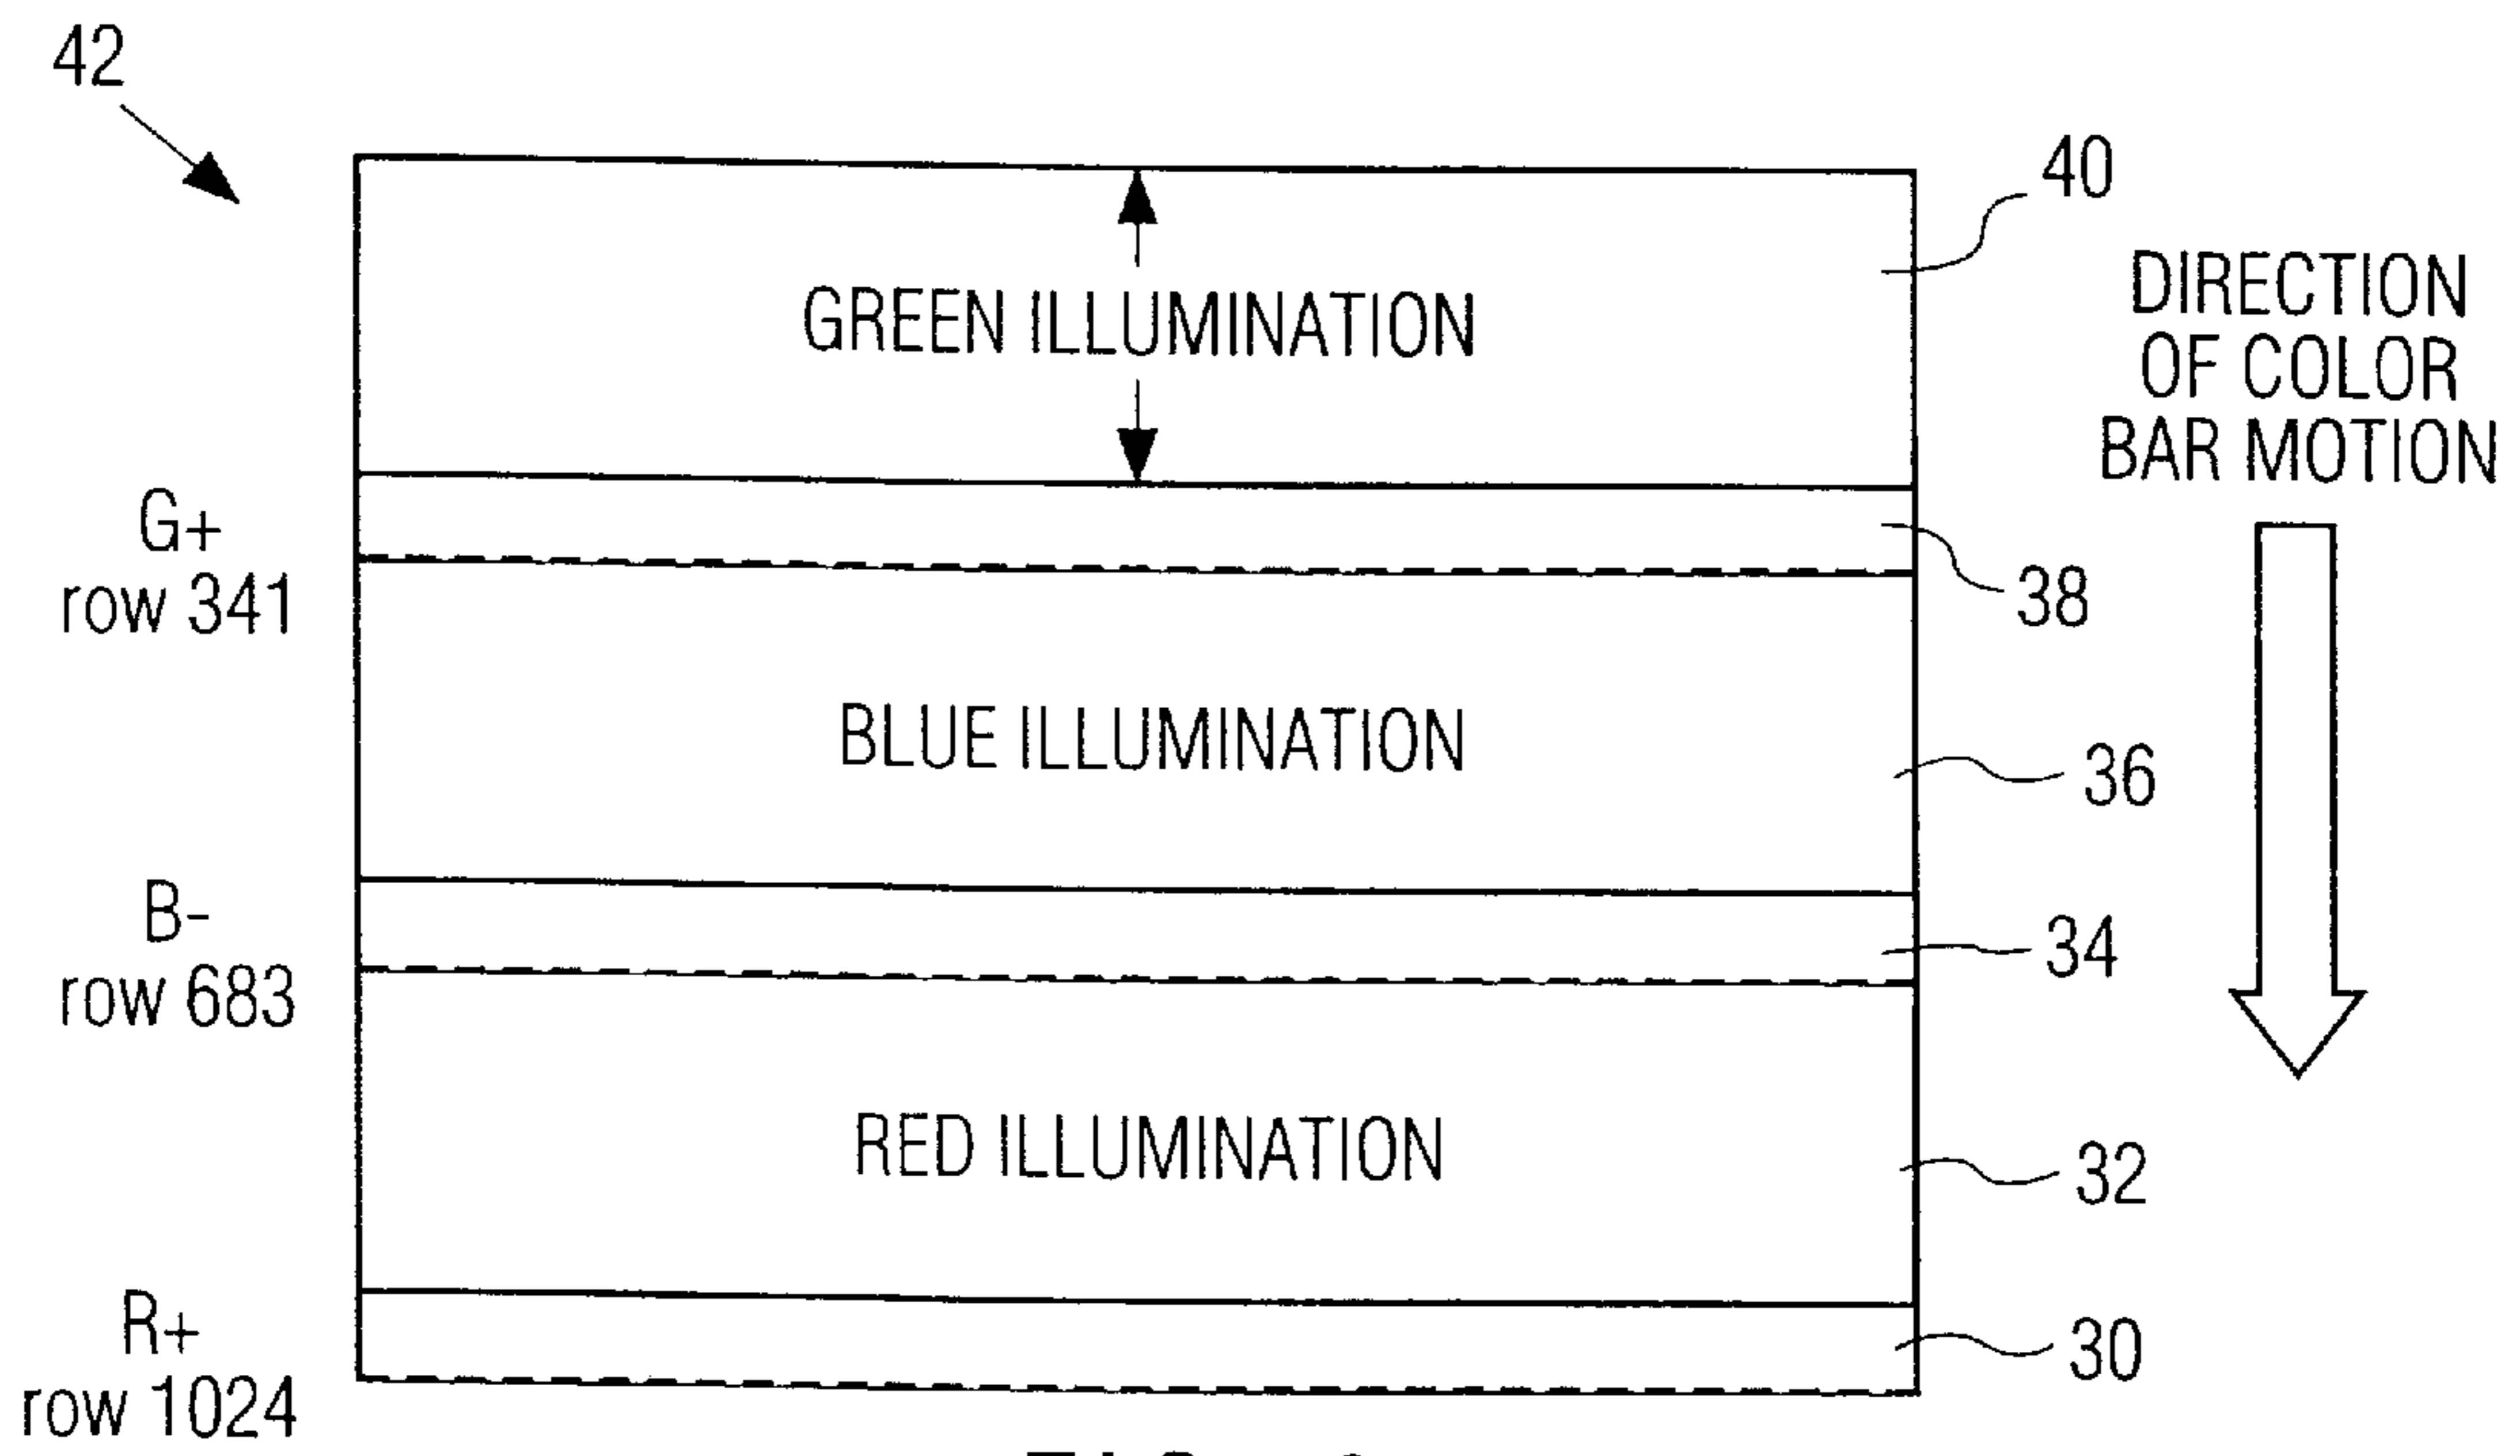 42
40
GREEN ILLUMINATION
DIRECTION
OF COLOR
BAR MOTION
G+
row 341
38
BLUE ILLUMINATION
36
B-
row 683
34
RED ILLUMINATION
32
R+
row 1024
30